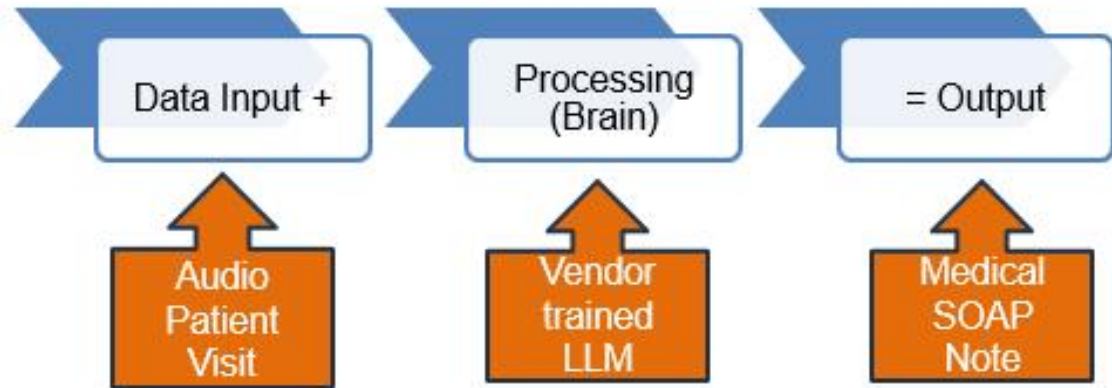 Data Input +
Processing
(Brain)
= Output
Audio
Patient
Visit
Vendor
trained
LLM
Medical
SOAP
Note